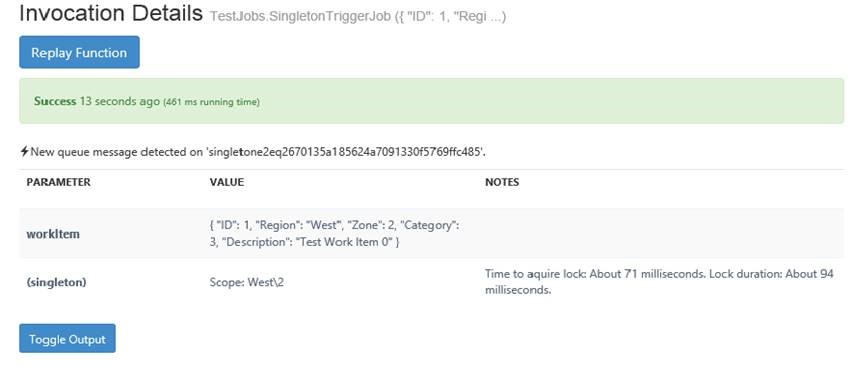 Invocation Details TestJobs.SingletonTriggerJob ({ "ID": 1, "Regi ...)
Replay Function
Success 13 seconds ago (461 ms running time)
New queue message detected on 'singletone2eq2670135a185624a7091330f5769ffc485'.
PARAMETER VALUE NOTES
workItem { "ID": 1, "Region": "West", "Zone": 2, "Category":
3, "Description": "Test Work Item 0" }
(singleton) Scope: West\2 Time to aquire lock: About 71 milliseconds. Lock duration: About 94
milliseconds.
Toggle Output